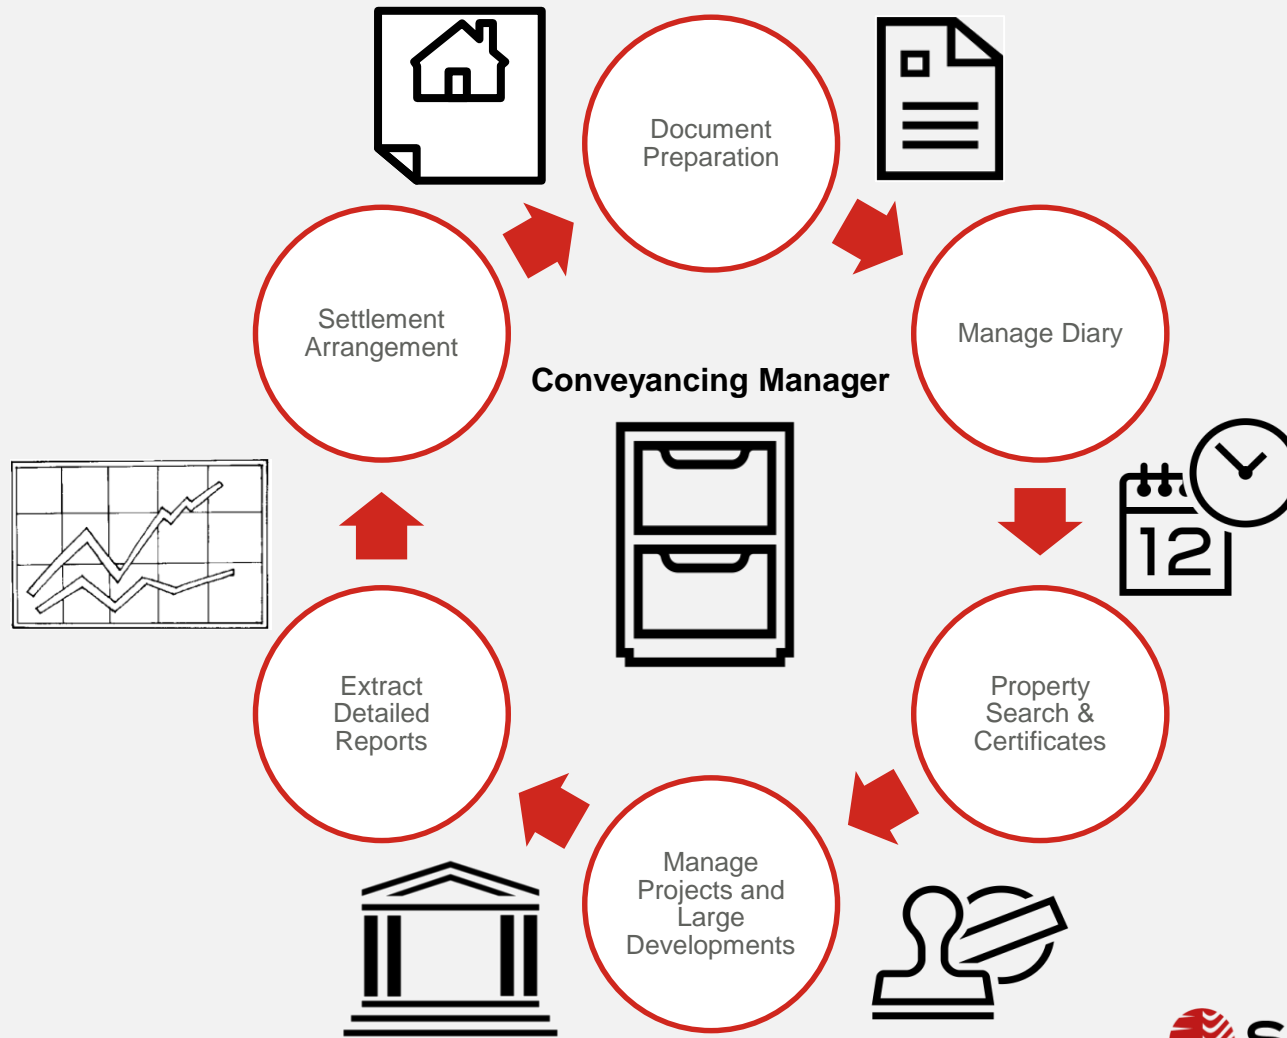 Document
Preparation
Manage Diary
Property
Search &
Certificates
Manage
Projects and
Large
Developments
Extract
Detailed
Reports
Settlement
Arrangement
Conveyancing Manager
12